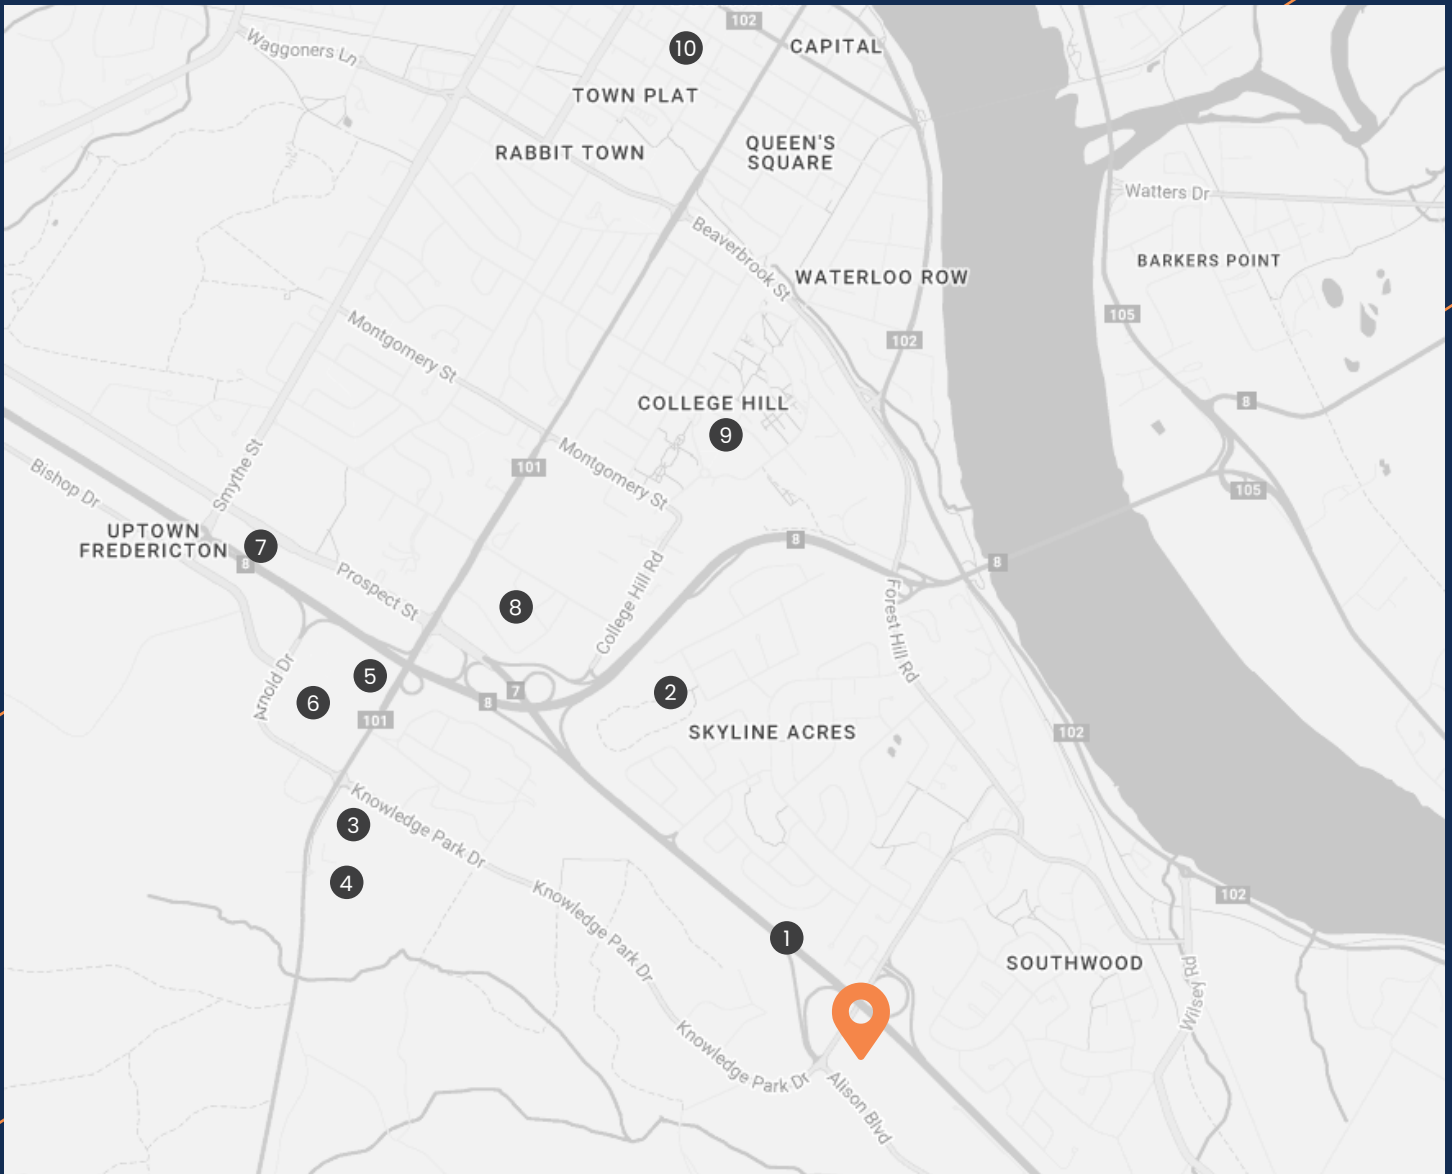 102
10
CAPITAL
Waggoners Ln
TOWN PLAT
RABBIT TOWN
QUEEN'S
SQUARE
Watters Dr
Beaverbrook St
BARKERS POINT
WATERLOO ROW
105
Montgomery St
102
COLLEGE HILL
8
9
Montgomery St
101
Smythe St
Bishop Dr
105
UPTOWN
FREDERICTON
7
8
8
8
Prospect St
8
College Hill Rd
Forest Hill Rd
5
Arnold Dr
6
7
8
2
101
SKYLINE ACRES
102
Knowledge Park Dr
3
4
102
Knowledge Park Dr
1
SOUTHWOOD
Wilsey Rd
Knowledge Park Dr
Alison Blvd